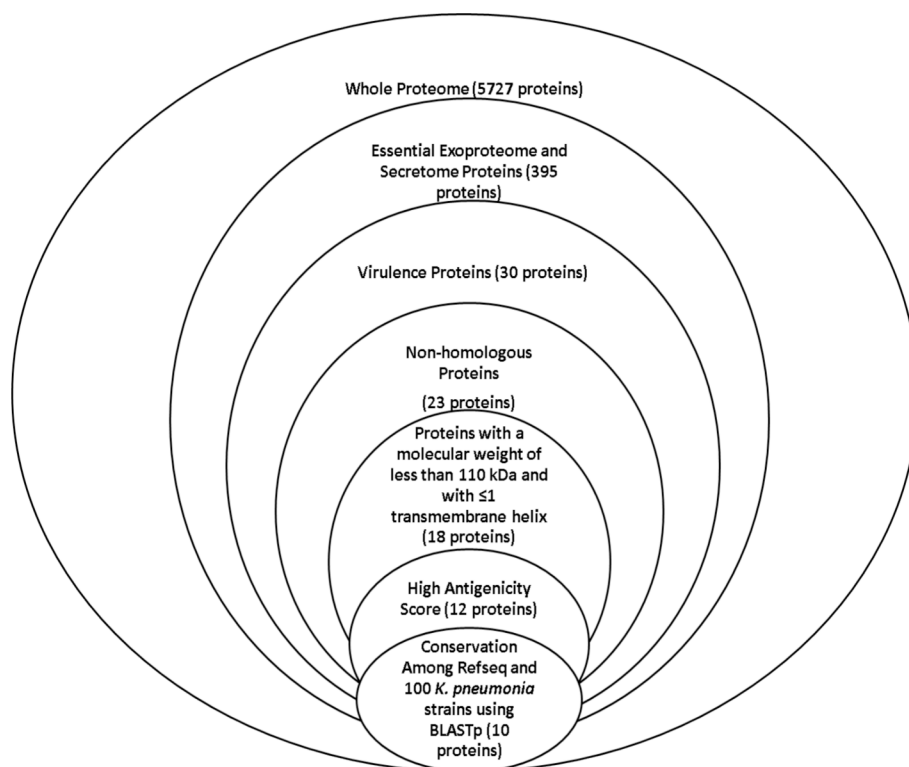 Whole Proteome (5727 proteins)
Essential Exoproteome and
Secretome Proteins (395
proteins)
Virulence Proteins (30 proteins)
Non-homologous
Proteins
(23 proteins)
Proteins with a
molecular weight of
less than 110 kDa and
with ≤1
transmembrane helix
(18 proteins)
High Antigenicity
Score (12 proteins)
Conservation
Among Refseq and
100 K. pneumonia
strains using
BLASTp (10
proteins)